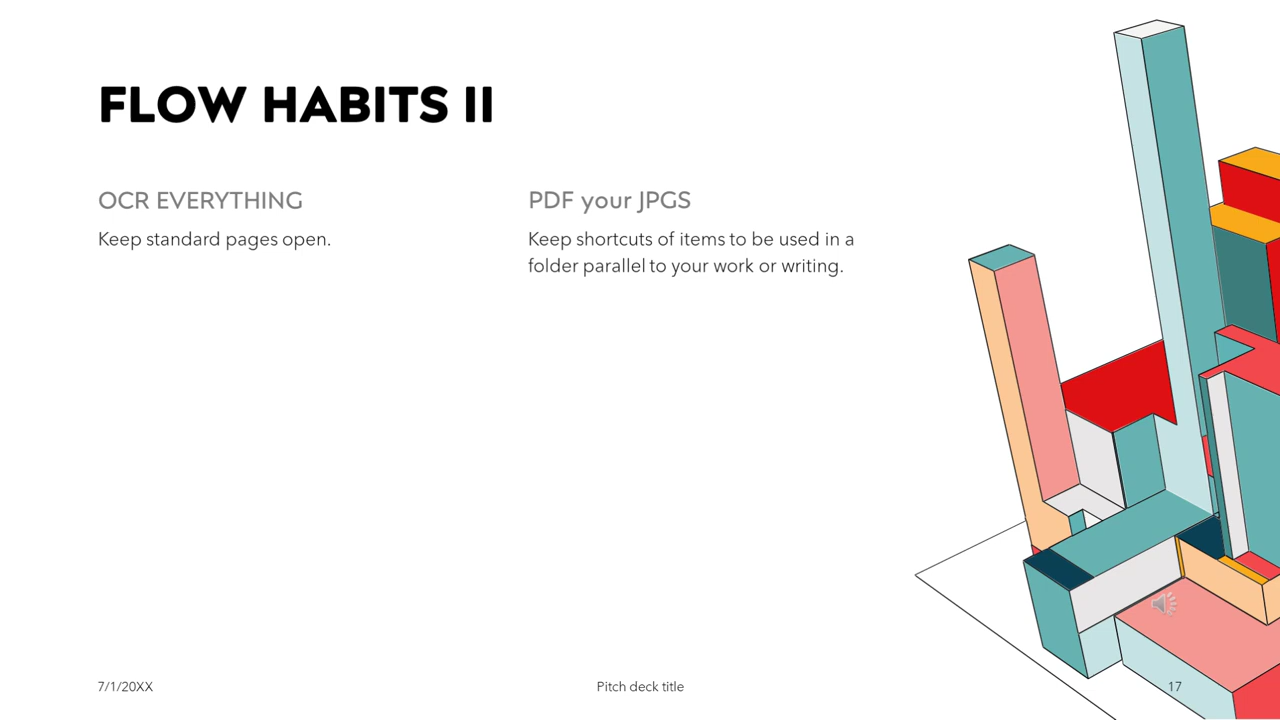 FLOW HABITS II
OCR EVERYTHING
Keep standard pages open.
PDF your JPGS
Keep shortcuts of items to be used in a
folder parallel to your work or writing.
7/1/20XX
Pitch deck title
17